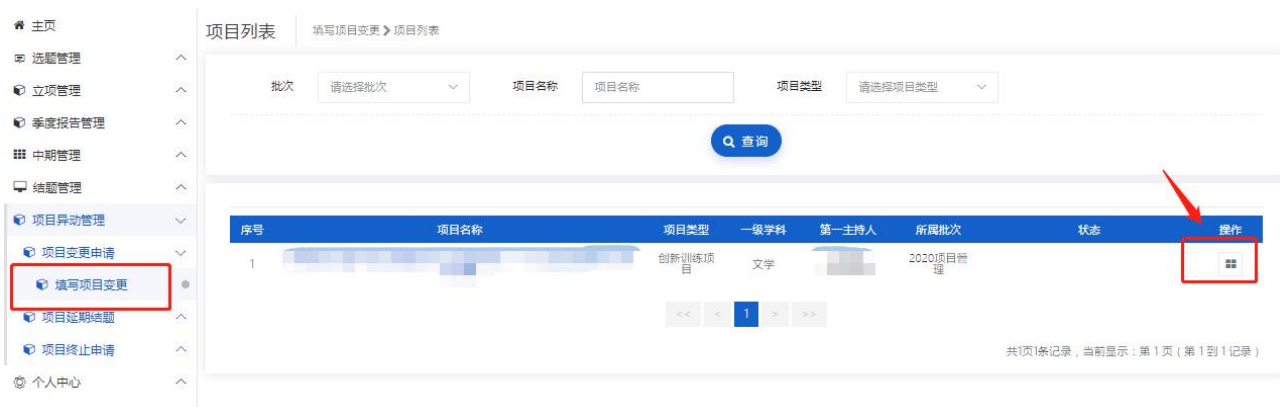 主页
选题管理
立项管理
季度报告管理
中期管理
结题管理
项目异动管理
项目变更申请
填写项目变更
项目延期结题
项目终止申请
个人中心
项目列表 填写项目变更 项目列表
批次 请选择批次 项目名称 项目名称 项目类型 请选择项目类型
查询
序号 项目名称 项目类型 一级学科 第一主持人 所属批次 状态 操作
1 创新训练项目 文学 2020项目管理
<< < 1 > >>
共1页1条记录，当前显示：第1页（第1到1记录）